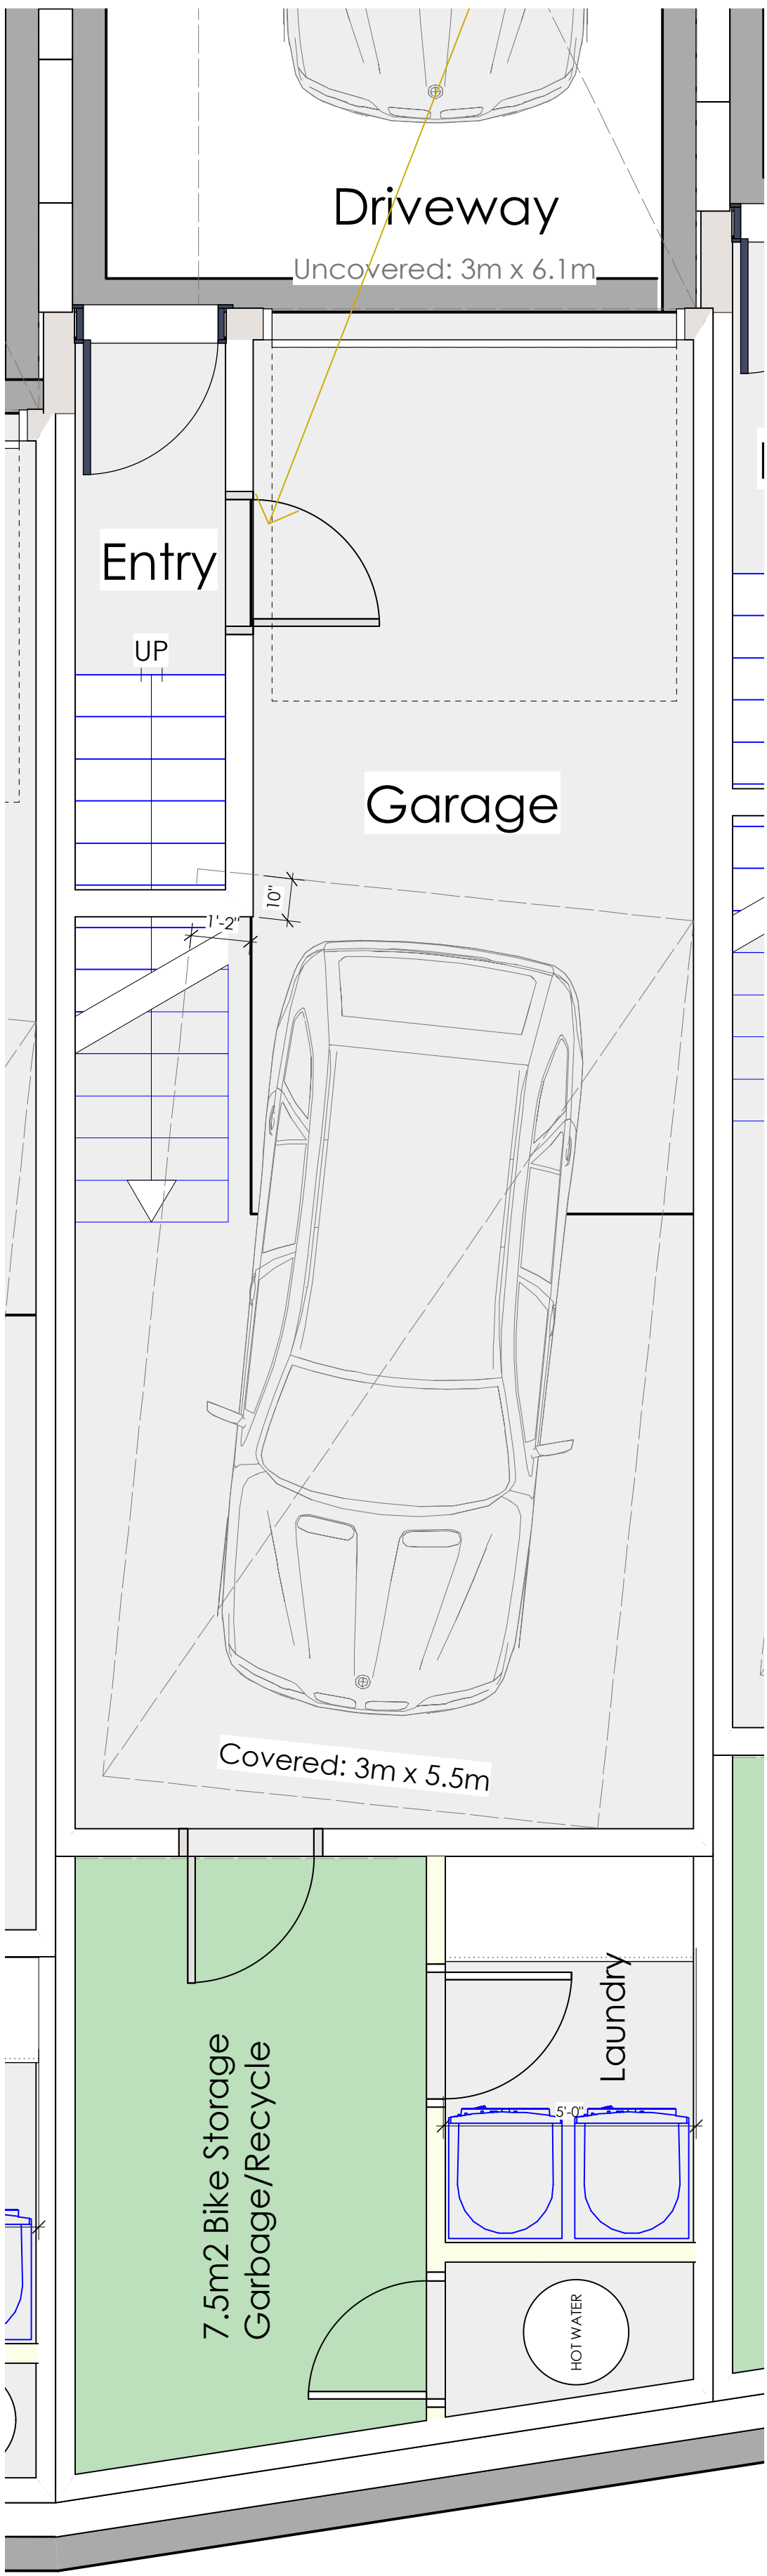 Driveway
Uncovered: 3m x 6.1m
Entry
UP
Garage
10"
1'-2"
Covered: 3m x 5.5m
Laundry
5'-0"
7.5m2 Bike Storage
Garbage/Recycle
HOT WATER